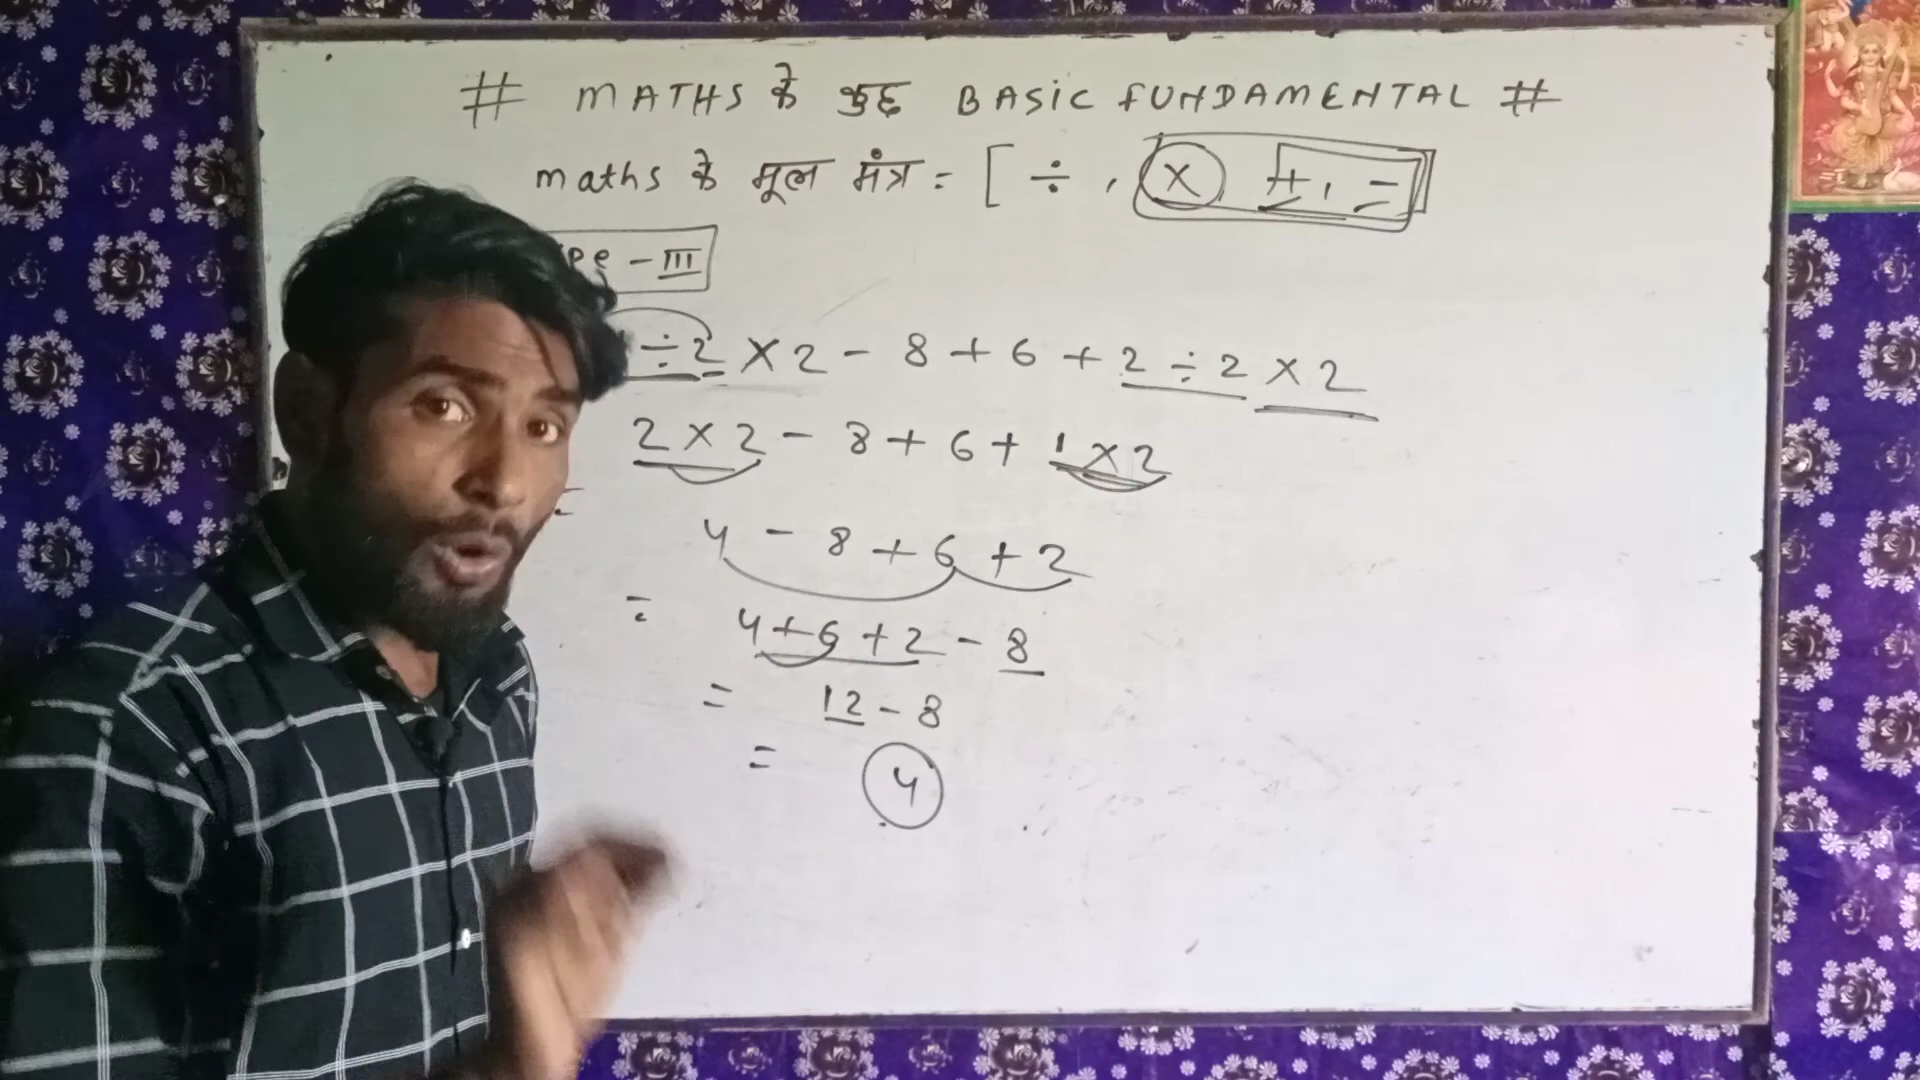 # MATHS के कुछ BASIC FUNDAMENTAL #
maths के मूल मंत्र = [ ÷ , × +, - ]
pe - III
÷ 2 × 2 - 8 + 6 + 2 ÷ 2 × 2
2 × 2 - 8 + 6 + 1 × 2
= 4 - 8 + 6 + 2
= 4 + 6 + 2 - 8
= 12 - 8
= 4